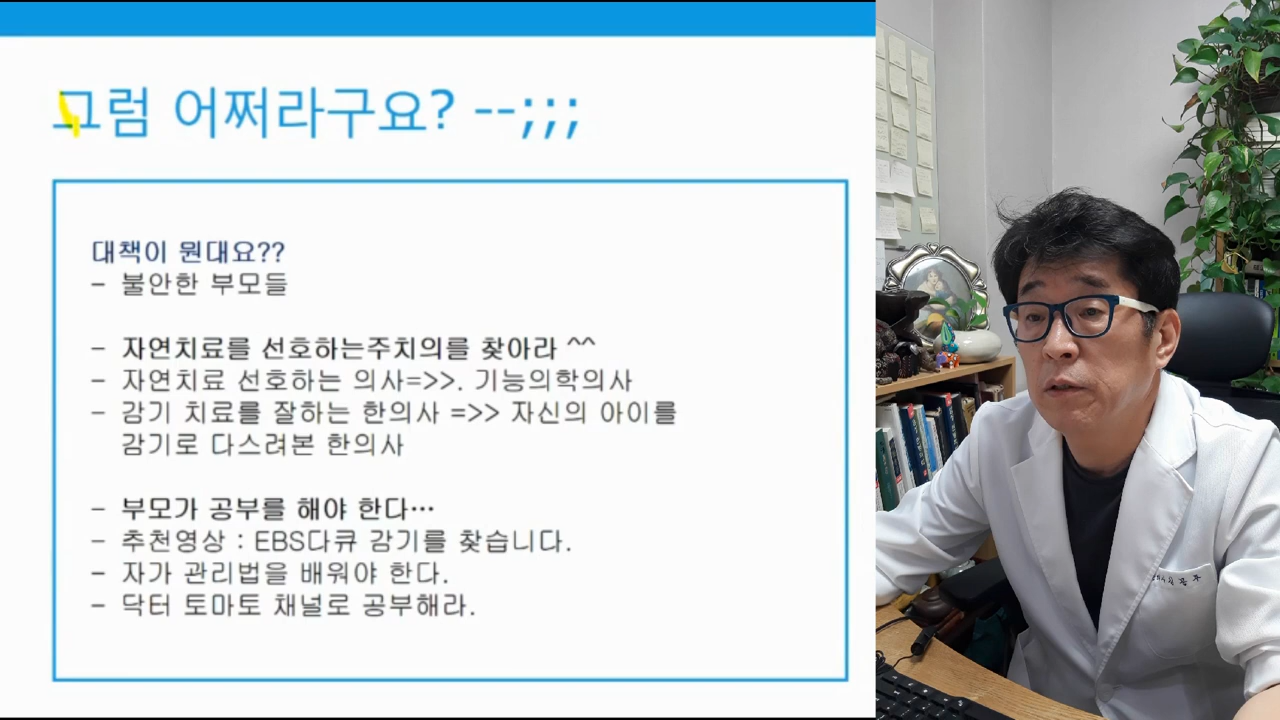 그럼 어쩌라구요? --;;;
대책이 뭔대요??
- 불안한 부모들
- 자연치료를 선호하는주치의를 찾아라 ^^
- 자연치료 선호하는 의사=>>. 기능의학의사
- 감기 치료를 잘하는 한의사 =>> 자신의 아이를
감기로 다스려본 한의사
- 부모가 공부를 해야 한다…
- 추천영상 : EBS다큐 감기를 찾습니다.
- 자가 관리법을 배워야 한다.
- 닥터 토마토 채널로 공부해라.